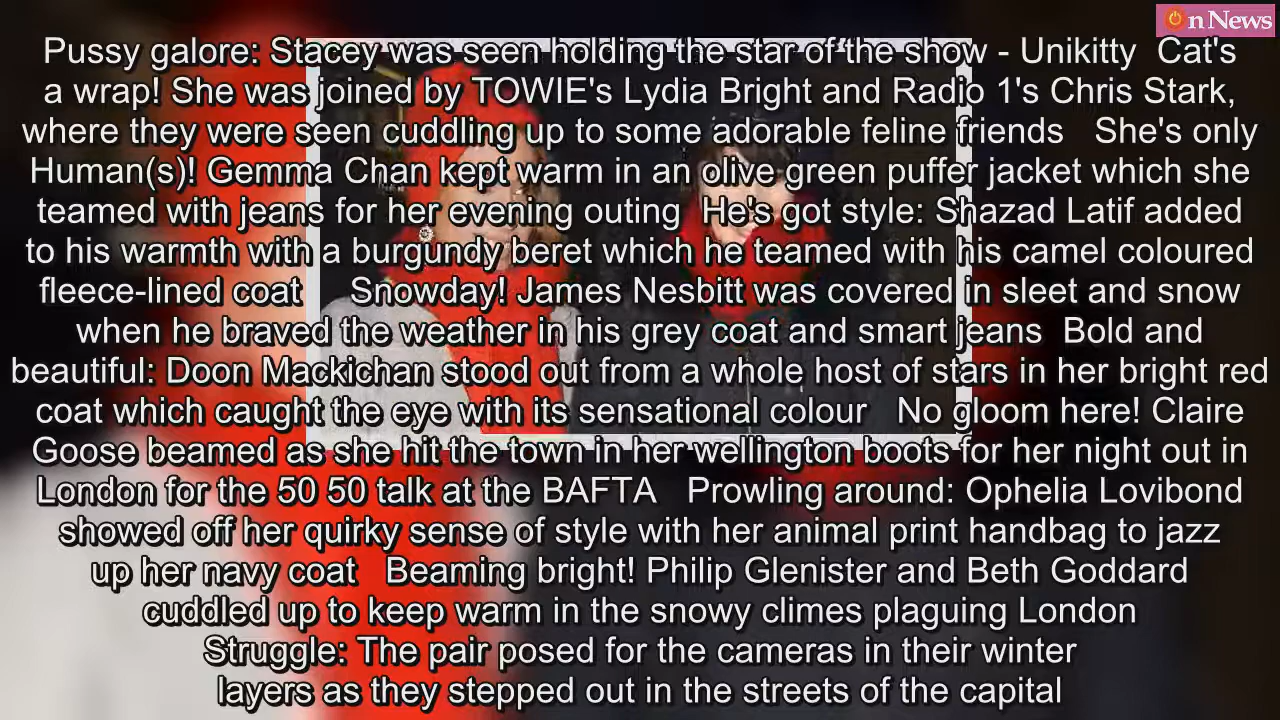 On News
Pussy galore: Stacey was seen holding the star of the show - Unikitty  Cat's
a wrap! She was joined by TOWIE's Lydia Bright and Radio 1's Chris Stark,
where they were seen cuddling up to some adorable feline friends   She's only
Human(s)! Gemma Chan kept warm in an olive green puffer jacket which she
teamed with jeans for her evening outing  He's got style: Shazad Latif added
to his warmth with a burgundy beret which he teamed with his camel coloured
fleece-lined coat     Snowday! James Nesbitt was covered in sleet and snow
when he braved the weather in his grey coat and smart jeans  Bold and
beautiful: Doon Mackichan stood out from a whole host of stars in her bright red
coat which caught the eye with its sensational colour   No gloom here! Claire
Goose beamed as she hit the town in her wellington boots for her night out in
London for the 50 50 talk at the BAFTA   Prowling around: Ophelia Lovibond
showed off her quirky sense of style with her animal print handbag to jazz
up her navy coat   Beaming bright! Philip Glenister and Beth Goddard
cuddled up to keep warm in the snowy climes plaguing London
Struggle: The pair posed for the cameras in their winter
layers as they stepped out in the streets of the capital